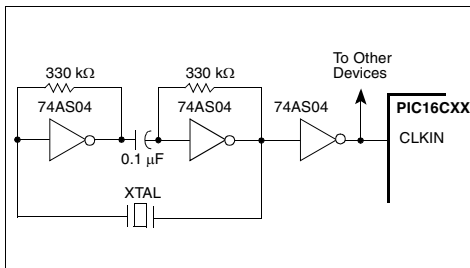 330 kΩ
330 kΩ
To Other
Devices
74AS04
74AS04
74AS04
PIC16CXX
CLKIN
0.1 µF
XTAL